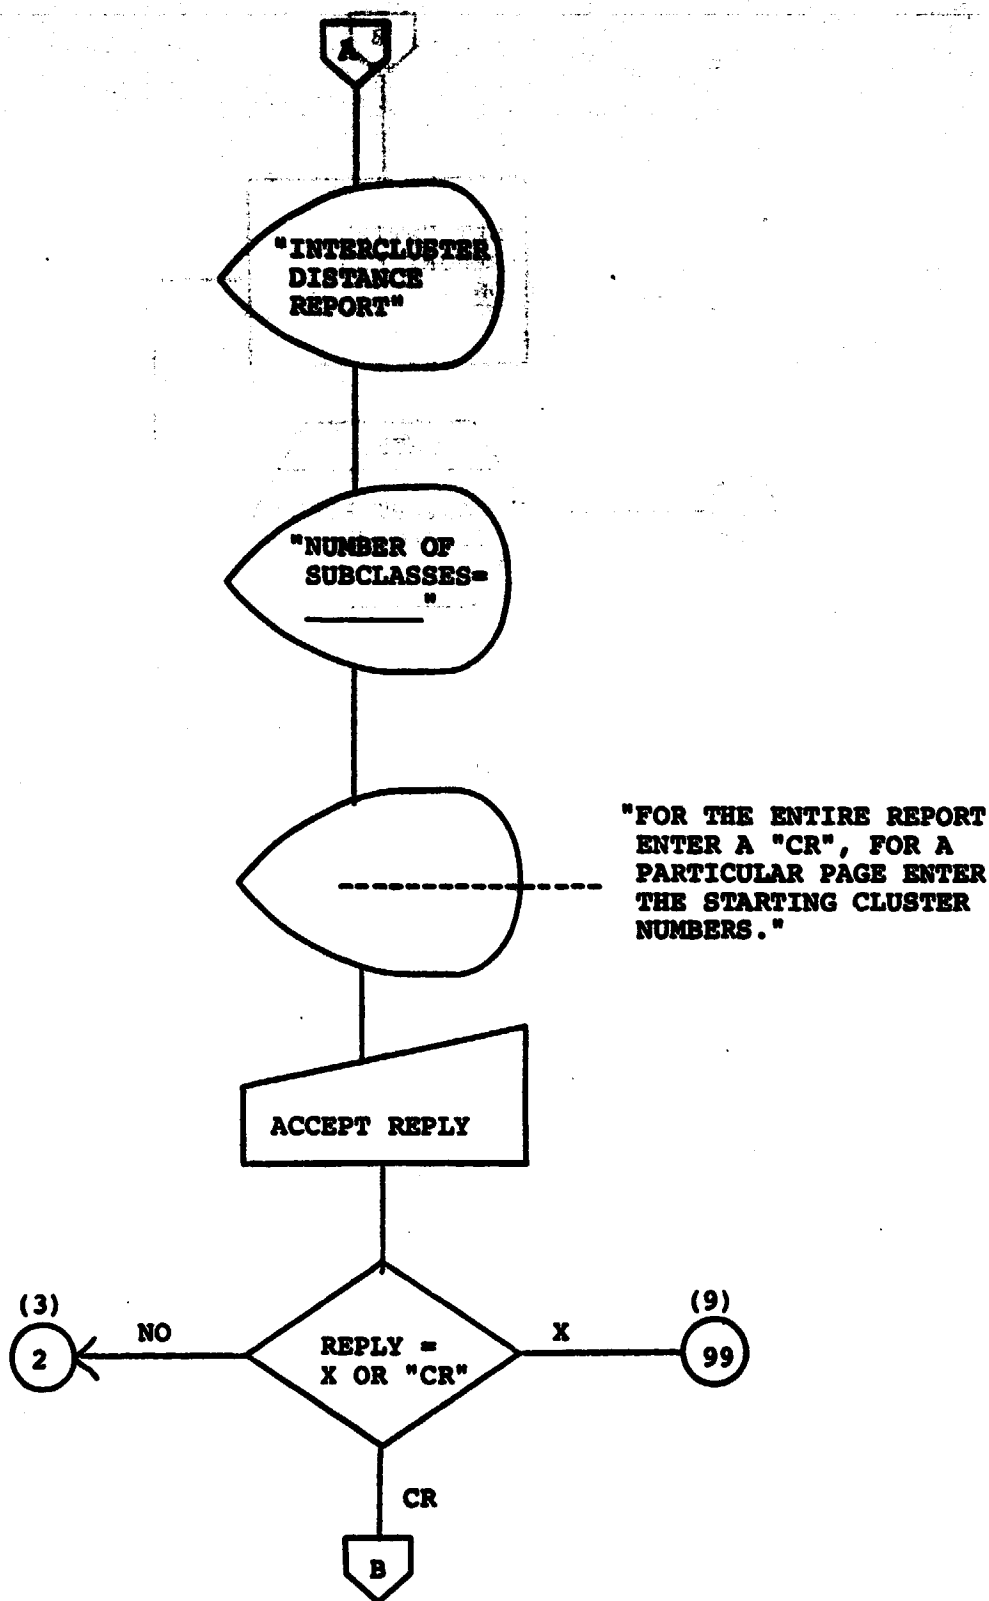 A
"INTERCLUSTER
DISTANCE
REPORT"
"NUMBER OF
SUBCLASSES=
"
"FOR THE ENTIRE REPORT
ENTER A "CR", FOR A
PARTICULAR PAGE ENTER
THE STARTING CLUSTER
NUMBERS."
ACCEPT REPLY
REPLY =
X OR "CR"
NO
(3)
2
X
(9)
99
CR
B